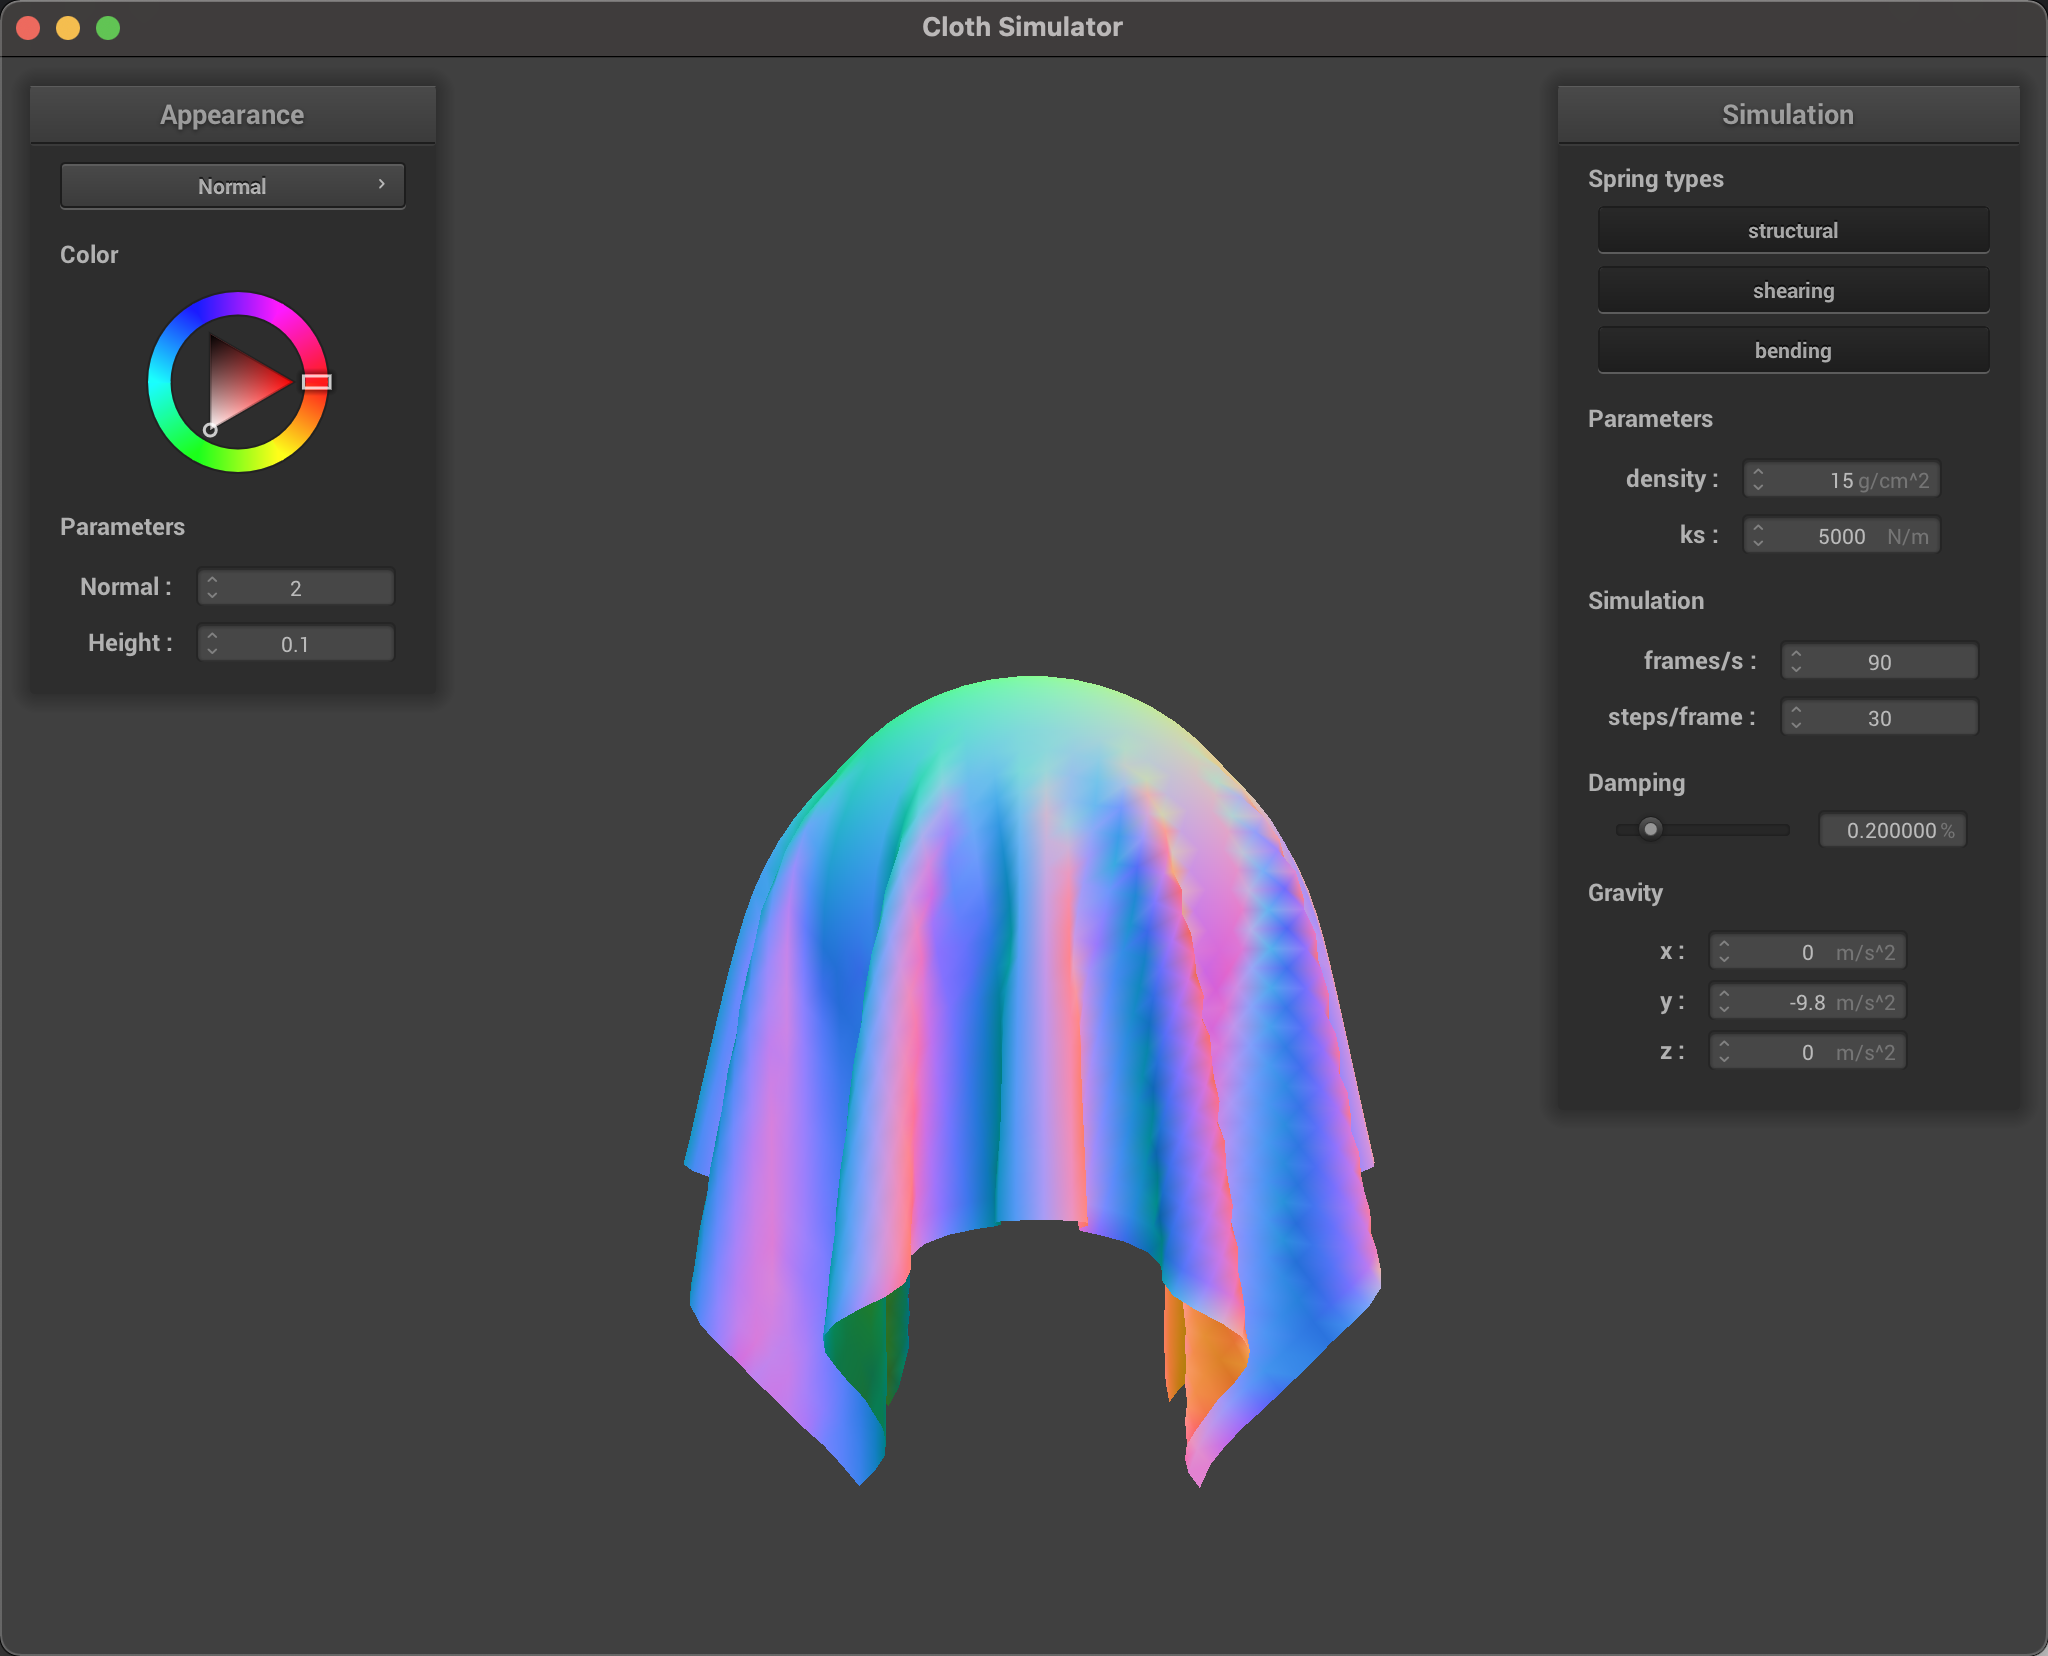 Cloth Simulator
Appearance
Normal
Color
Parameters
Normal : 2
Height : 0.1
Simulation
Spring types
structural
shearing
bending
Parameters
density : 15 g/cm^2
ks : 5000 N/m
Simulation
frames/s : 90
steps/frame : 30
Damping
0.200000 %
Gravity
x : 0 m/s^2
y : -9.8 m/s^2
z : 0 m/s^2